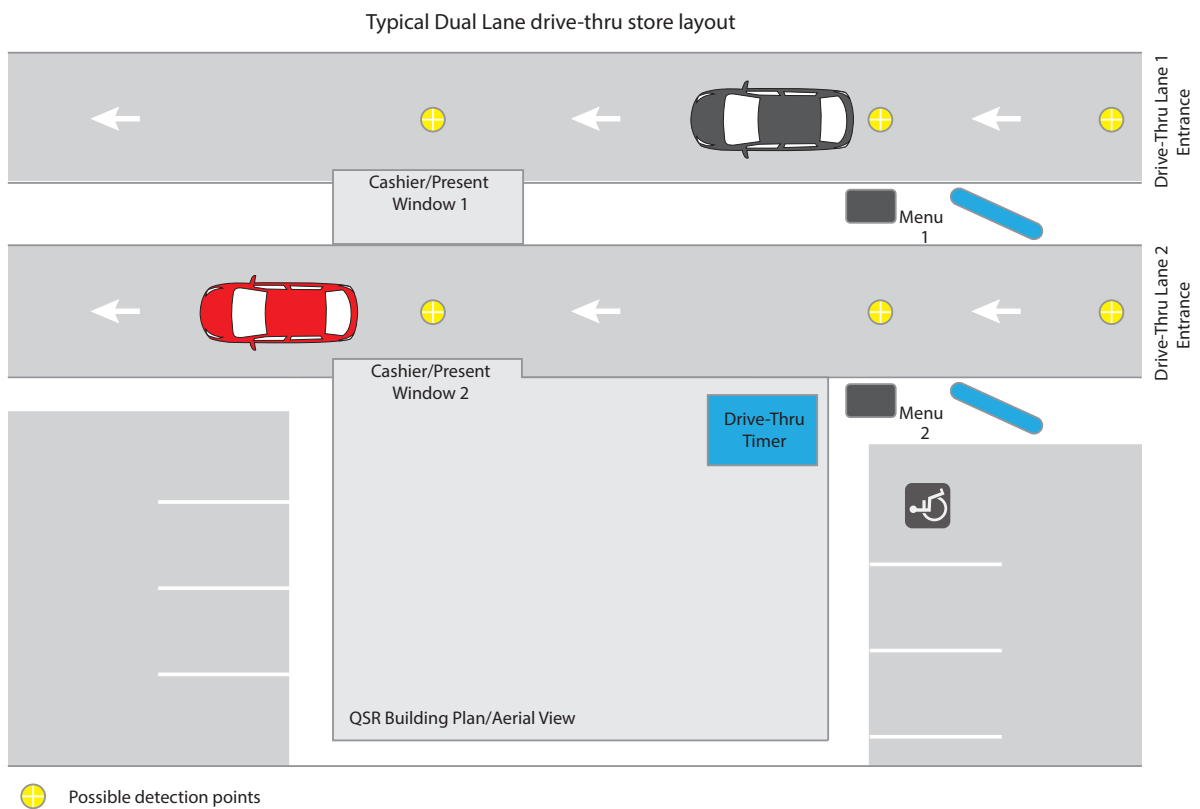 Typical Dual Lane drive-thru store layout
Drive-Thru Lane 1
Entrance
Cashier/Present
Window 1
Menu
1
Drive-Thru Lane 2
Entrance
Cashier/Present
Window 2
Menu
2
Drive-Thru
Timer
QSR Building Plan/Aerial View
Possible detection points